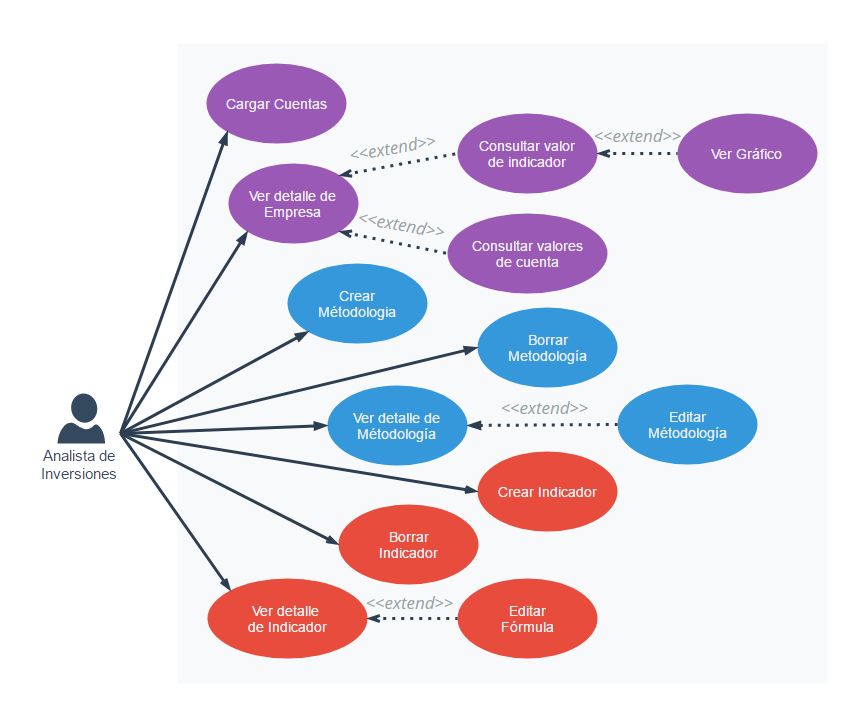 Cargar Cuentas
<<extend>>
Consultar valor
de indicador
<<extend>>
Ver Gráfico
Ver detalle de
Empresa
<<extend>>
Consultar valores
de cuenta
Crear
Métodologia
Borrar
Metodología
Ver detalle de
Métodología
<<extend>>
Editar
Métodología
Analista de
Inversiones
Crear Indicador
Borrar
Indicador
Ver detalle
de Indicador
<<extend>>
Editar
Fórmula